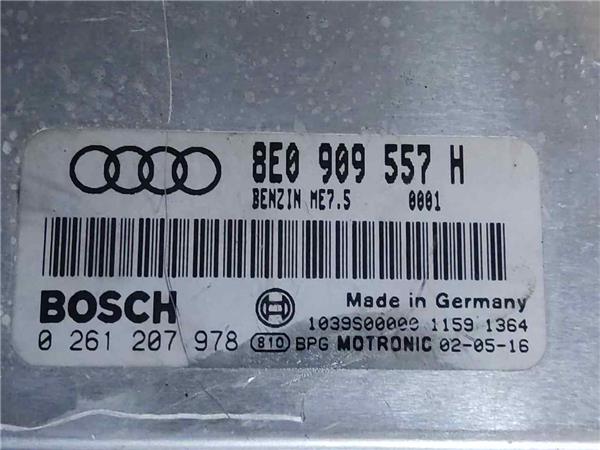 8E0 909 557 H
BENZIN ME7.5 0001
BOSCH
Made in Germany
1039S00000 1159 1364
0 261 207 978 810 BPG MOTRONIC 02-05-16